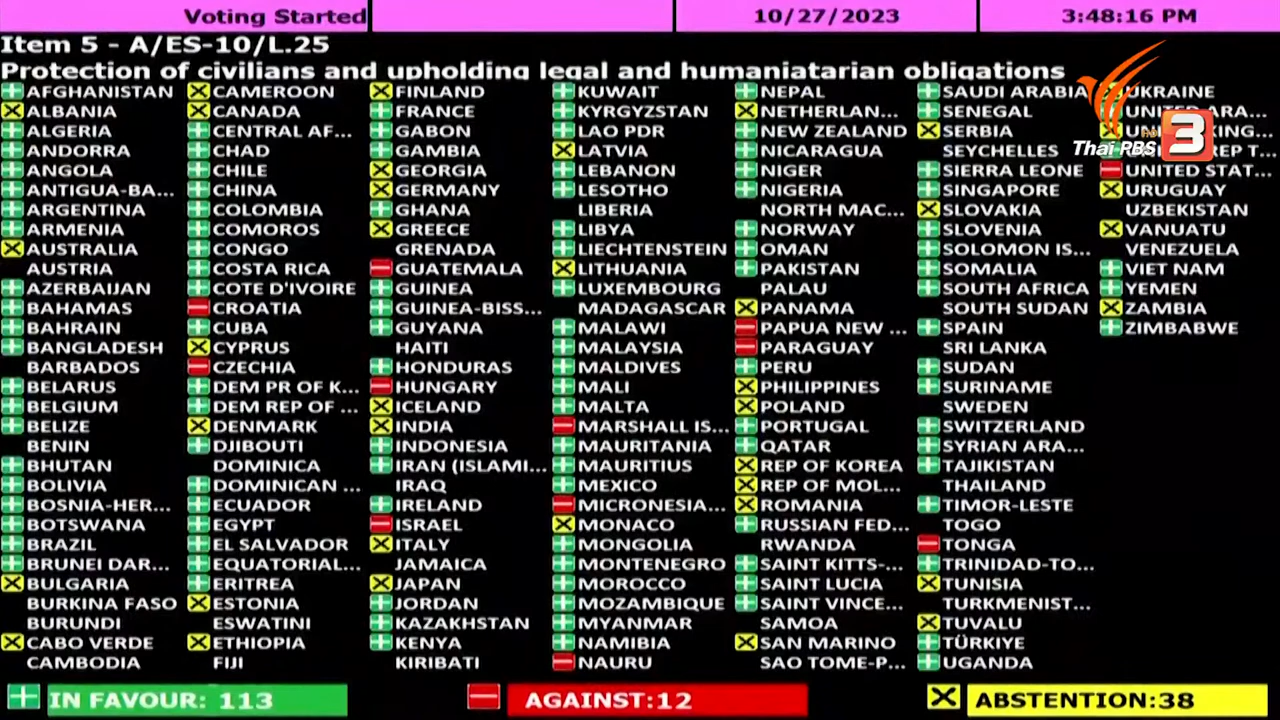 Voting Started
10/27/2023
3:48:16 PM
Item 5 - A/ES-10/L.25
Protection of civilians and upholding legal and humaniatarian obligations
Thai PBS
HD
3
AFGHANISTAN
ALBANIA
ALGERIA
ANDORRA
ANGOLA
ANTIGUA-BA...
ARGENTINA
ARMENIA
AUSTRALIA
AUSTRIA
AZERBAIJAN
BAHAMAS
BAHRAIN
BANGLADESH
BARBADOS
BELARUS
BELGIUM
BELIZE
BENIN
BHUTAN
BOLIVIA
BOSNIA-HER...
BOTSWANA
BRAZIL
BRUNEI DAR...
BULGARIA
BURKINA FASO
BURUNDI
CABO VERDE
CAMBODIA
CAMEROON
CANADA
CENTRAL AF...
CHAD
CHILE
CHINA
COLOMBIA
COMOROS
CONGO
COSTA RICA
COTE D'IVOIRE
CROATIA
CUBA
CYPRUS
CZECHIA
DEM PR OF K...
DEM REP OF ...
DENMARK
DJIBOUTI
DOMINICA
DOMINICAN ...
ECUADOR
EGYPT
EL SALVADOR
EQUATORIAL...
ERITREA
ESTONIA
ESWATINI
ETHIOPIA
FIJI
FINLAND
FRANCE
GABON
GAMBIA
GEORGIA
GERMANY
GHANA
GREECE
GRENADA
GUATEMALA
GUINEA
GUINEA-BISS...
GUYANA
HAITI
HONDURAS
HUNGARY
ICELAND
INDIA
INDONESIA
IRAN (ISLAMI...
IRAQ
IRELAND
ISRAEL
ITALY
JAMAICA
JAPAN
JORDAN
KAZAKHSTAN
KENYA
KIRIBATI
KUWAIT
KYRGYZSTAN
LAO PDR
LATVIA
LEBANON
LESOTHO
LIBERIA
LIBYA
LIECHTENSTEIN
LITHUANIA
LUXEMBOURG
MADAGASCAR
MALAWI
MALAYSIA
MALDIVES
MALI
MALTA
MARSHALL IS...
MAURITANIA
MAURITIUS
MEXICO
MICRONESIA...
MONACO
MONGOLIA
MONTENEGRO
MOROCCO
MOZAMBIQUE
MYANMAR
NAMIBIA
NAURU
NEPAL
NETHERLAN...
NEW ZEALAND
NICARAGUA
NIGER
NIGERIA
NORTH MAC...
NORWAY
OMAN
PAKISTAN
PALAU
PANAMA
PAPUA NEW ...
PARAGUAY
PERU
PHILIPPINES
POLAND
PORTUGAL
QATAR
REP OF KOREA
REP OF MOL...
ROMANIA
RUSSIAN FED...
RWANDA
SAINT KITTS-...
SAINT LUCIA
SAINT VINCE...
SAMOA
SAN MARINO
SAO TOME-P...
SAUDI ARABIA
SENEGAL
SERBIA
SEYCHELLES
SIERRA LEONE
SINGAPORE
SLOVAKIA
SLOVENIA
SOLOMON IS...
SOMALIA
SOUTH AFRICA
SOUTH SUDAN
SPAIN
SRI LANKA
SUDAN
SURINAME
SWEDEN
SWITZERLAND
SYRIAN ARA...
TAJIKISTAN
THAILAND
TIMOR-LESTE
TOGO
TONGA
TRINIDAD-TO...
TUNISIA
TURKMENIST...
TUVALU
TÜRKIYE
UGANDA
UKRAINE
UNITED ARA...
REP T...
UNITED STAT...
URUGUAY
UZBEKISTAN
VANUATU
VENEZUELA
VIET NAM
YEMEN
ZAMBIA
ZIMBABWE
IN FAVOUR: 113
AGAINST:12
ABSTENTION:38